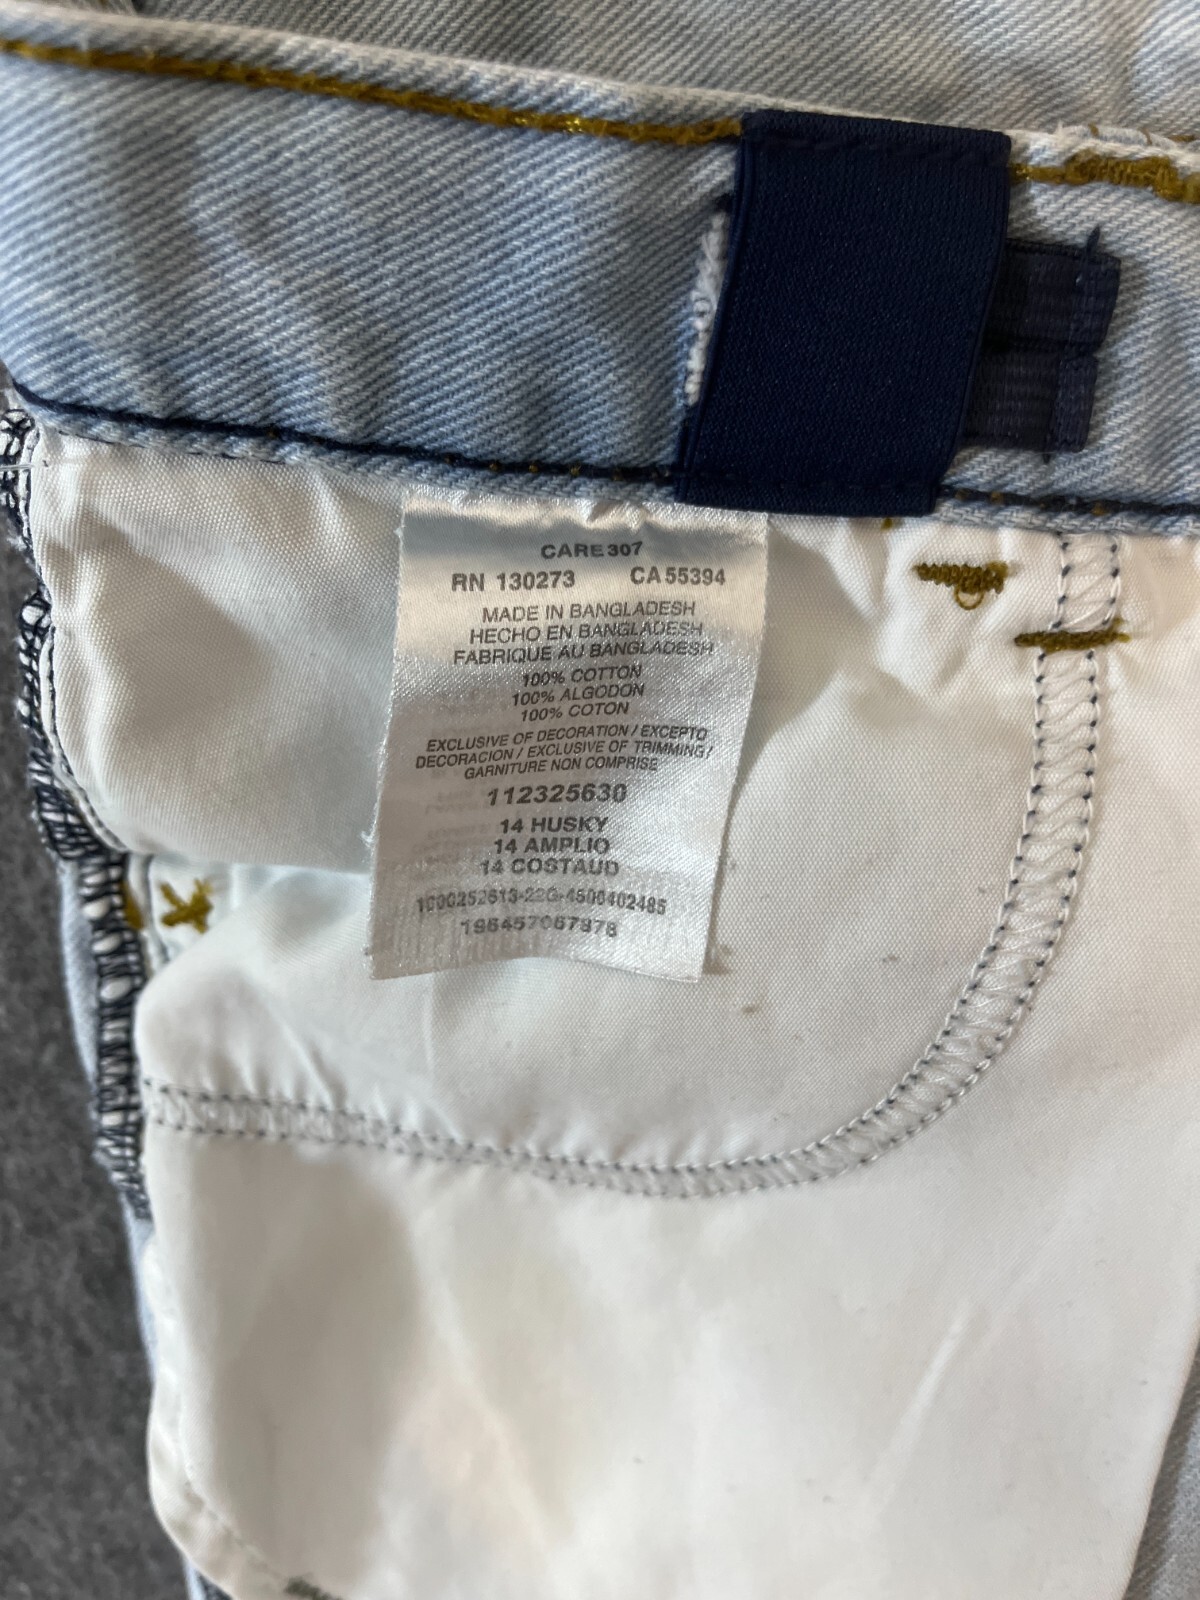 CARE 307
RN 130273 CA 55394
MADE IN BANGLADESH
HECHO EN BANGLADESH
FABRIQUE AU BANGLADESH
100% COTTON
100% ALGODON
100% COTON
EXCLUSIVE OF DECORATION / EXCEPTO
DECORACION / EXCLUSIVE OF TRIMMING /
GARNITURE NON COMPRISE
112325630
14 HUSKY
14 AMPLIO
14 COSTAUD
1000252613-22G-4500402485
196457067878